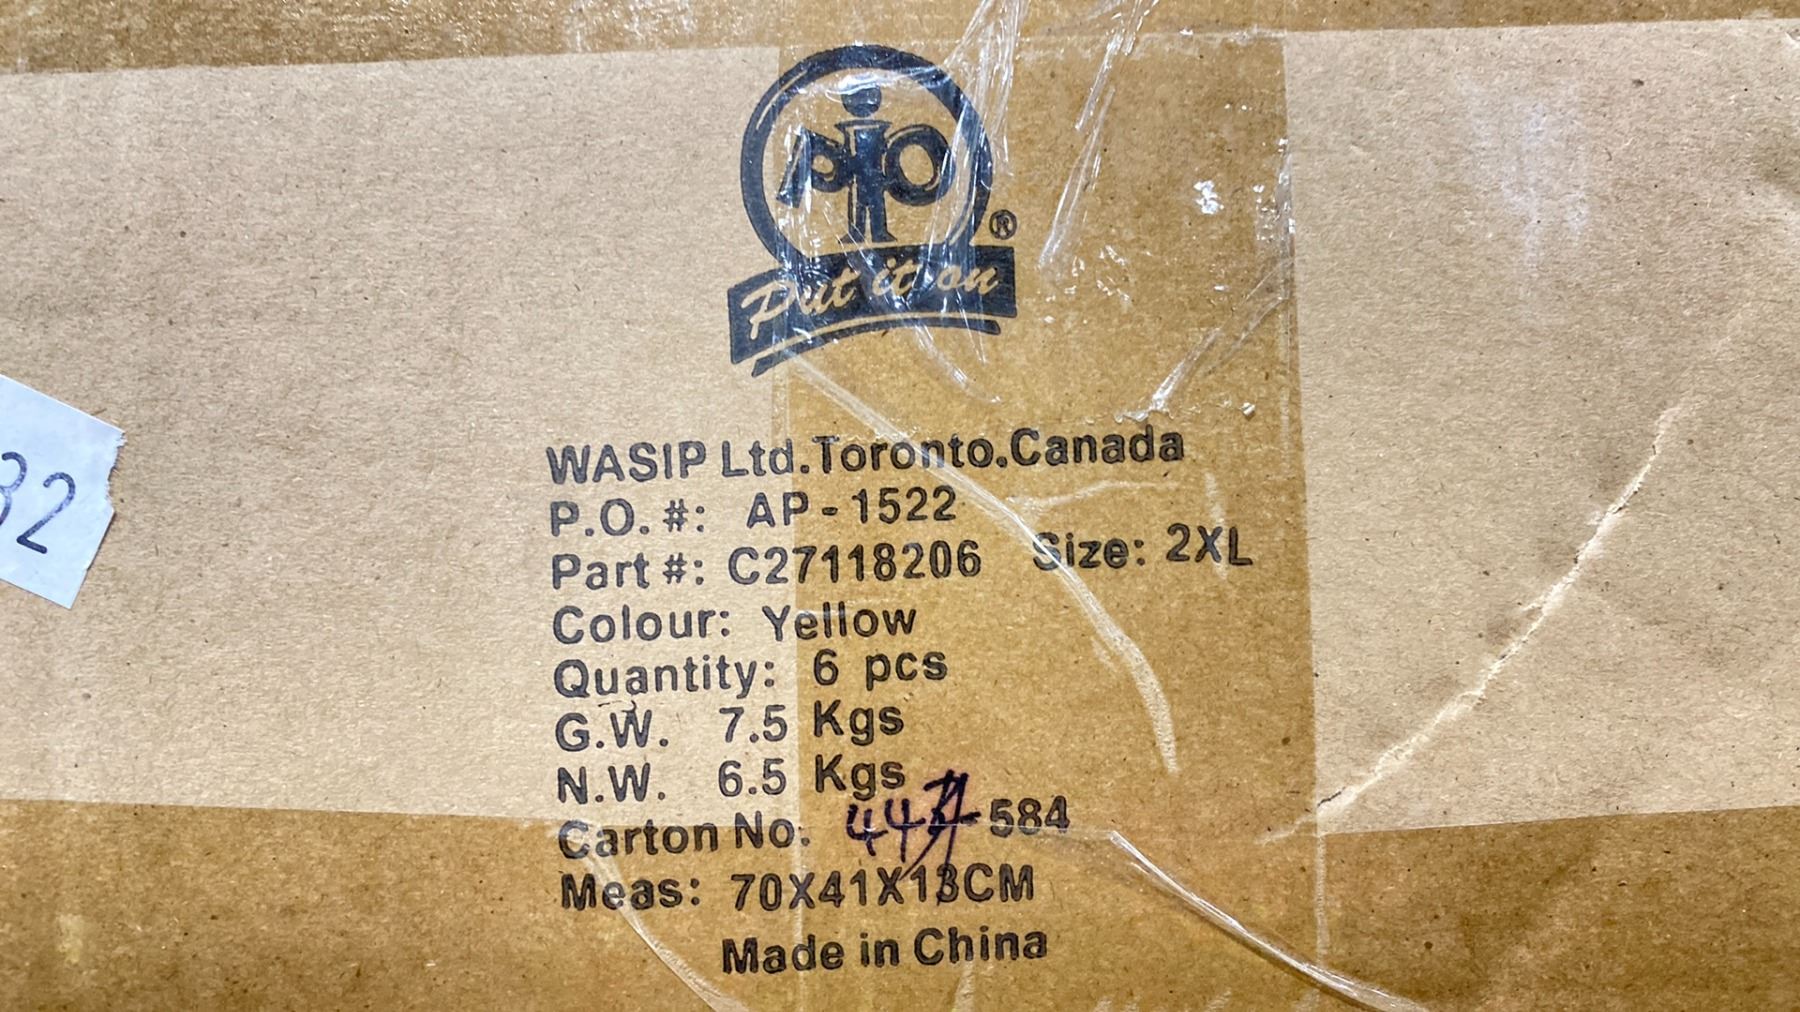 PiO
®
Put it on
32
WASIP Ltd.Toronto.Canada
P.O.#: AP-1522
Part#: C27118206 Size: 2XL
Colour: Yellow
Quantity: 6 pcs
G.W. 7.5 Kgs
N.W. 6.5 Kgs
Carton No. -584
Meas: 70X41X13CM
Made in China